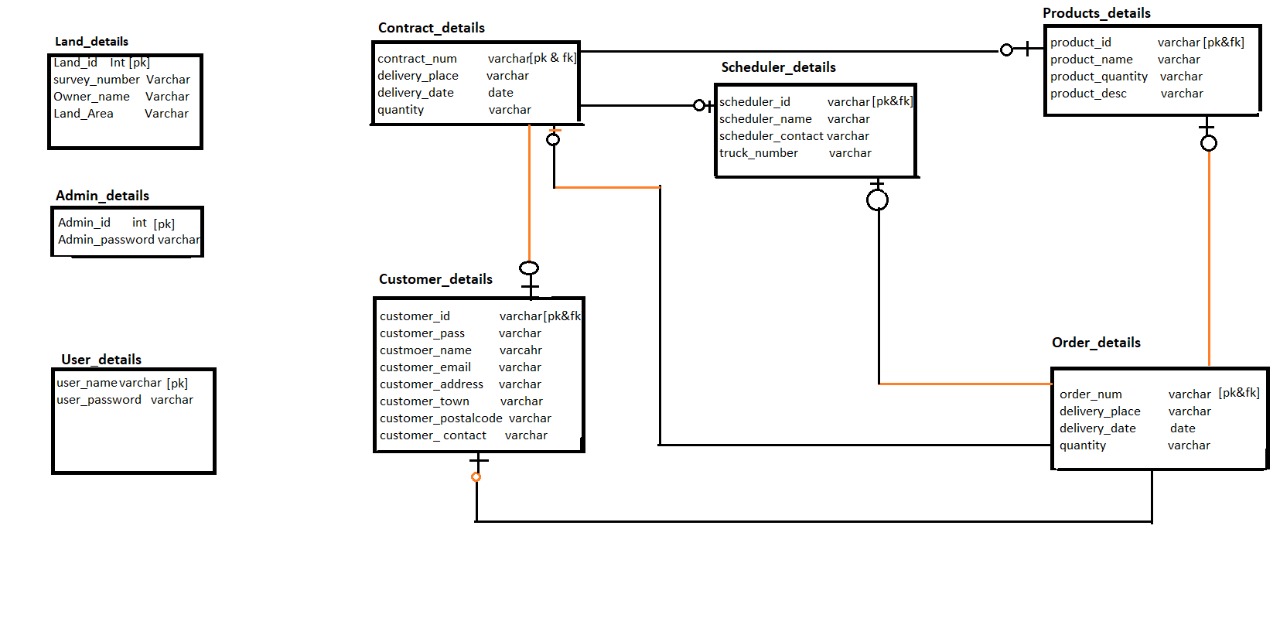 Land_details
Land_id Int [pk]
survey_number Varchar
Owner_name Varchar
Land_Area Varchar
Admin_details
Admin_id int [pk]
Admin_password varchar
User_details
user_name varchar [pk]
user_password varchar
Contract_details
contract_num varchar[pk & fk]
delivery_place varchar
delivery_date date
quantity varchar
Customer_details
customer_id varchar[pk&fk
customer_pass varchar
custmoer_name varcahr
customer_email varchar
customer_address varchar
customer_town varchar
customer_postalcode varchar
customer_ contact varchar
Scheduler_details
scheduler_id varchar[pk&fk]
scheduler_name varchar
scheduler_contact varchar
truck_number varchar
Products_details
product_id varchar [pk&fk]
product_name varchar
product_quantity varchar
product_desc varchar
Order_details
order_num varchar [pk&fk]
delivery_place varchar
delivery_date date
quantity varchar